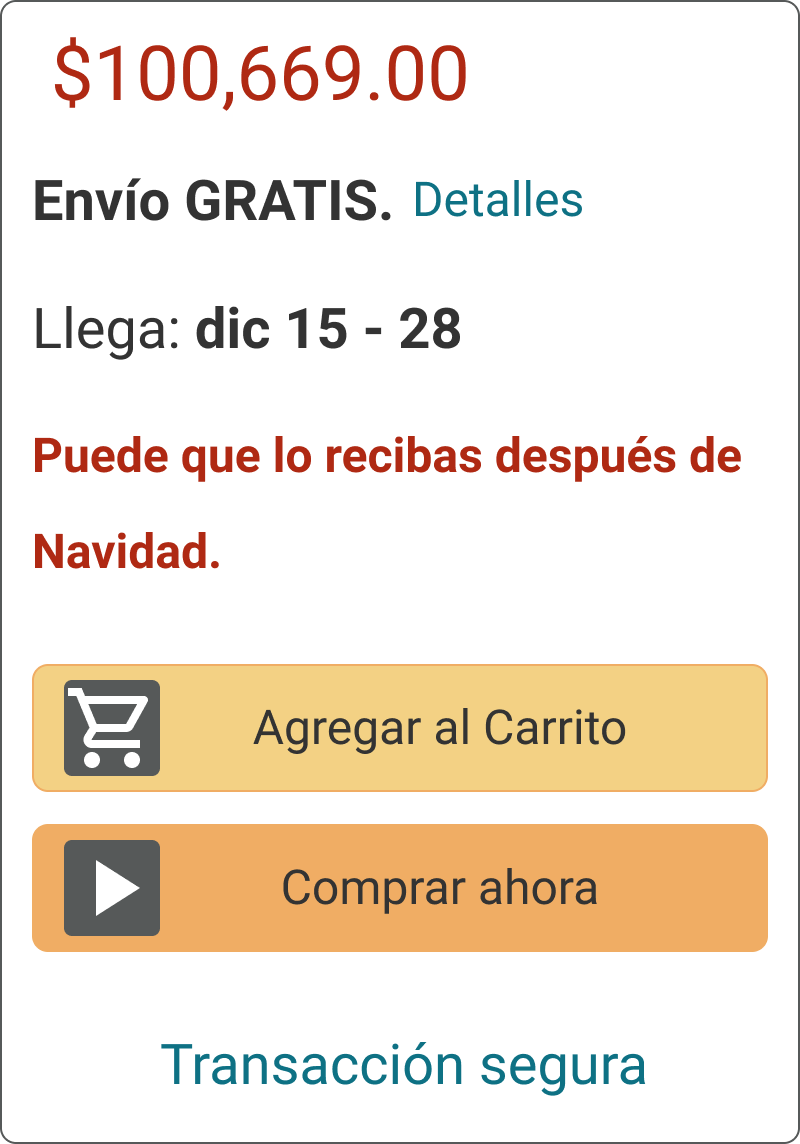 $100,669.00
Envío GRATIS. Detalles
Llega: dic 15 - 28
Puede que lo recibas después de
Navidad.
Agregar al Carrito
Comprar ahora
Transacción segura